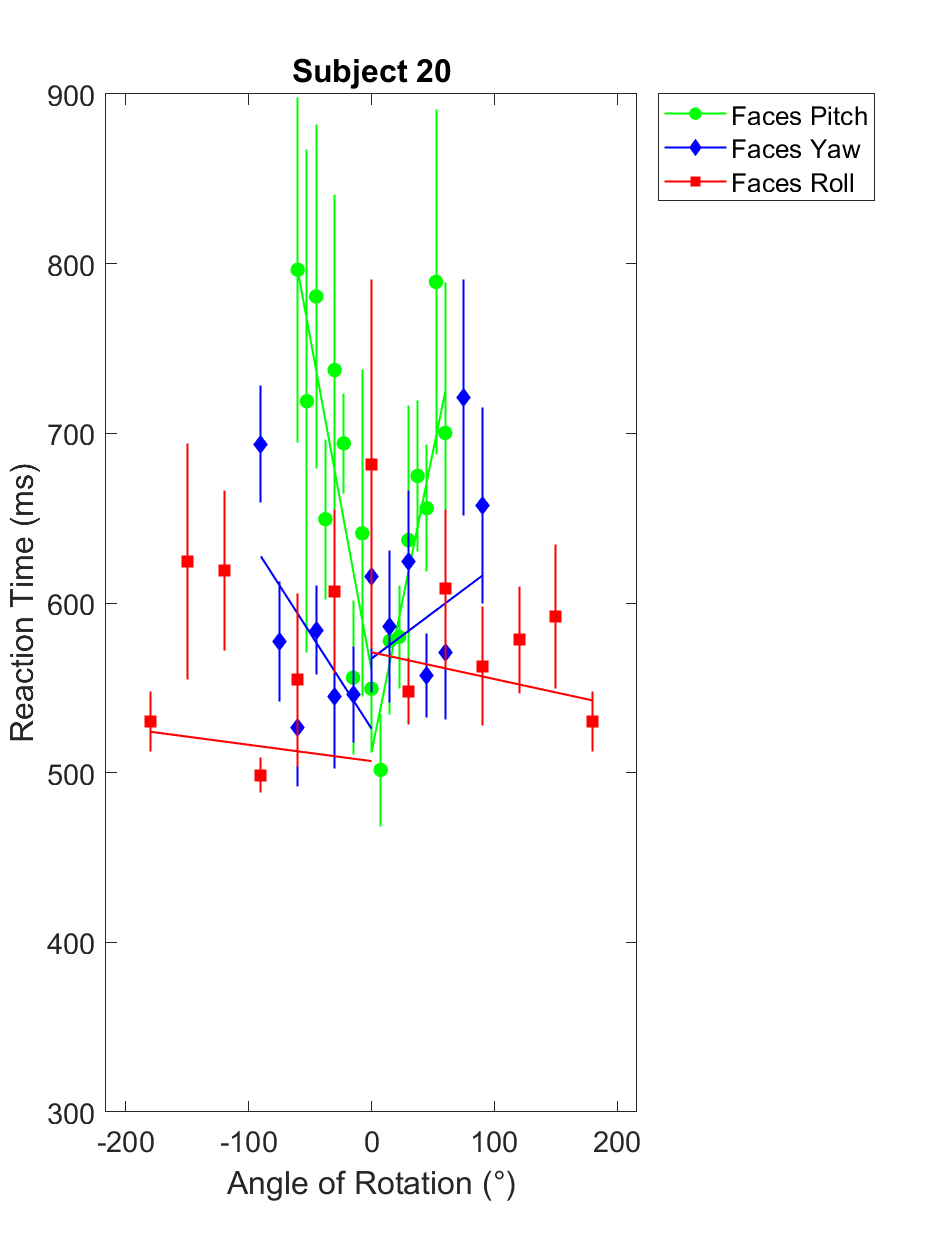 Subject 20
900
800
700
600
500
400
300
-200
-100
0
100
200
Reaction Time (ms)
Angle of Rotation (°)
Faces Pitch
Faces Yaw
Faces Roll